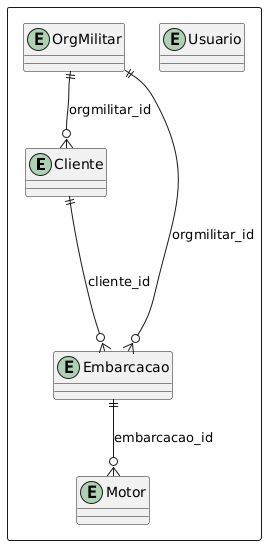 E OrgMilitar
E Usuario
orgmilitar_id
E Cliente
orgmilitar_id
cliente_id
E Embarcacao
embarcacao_id
E Motor